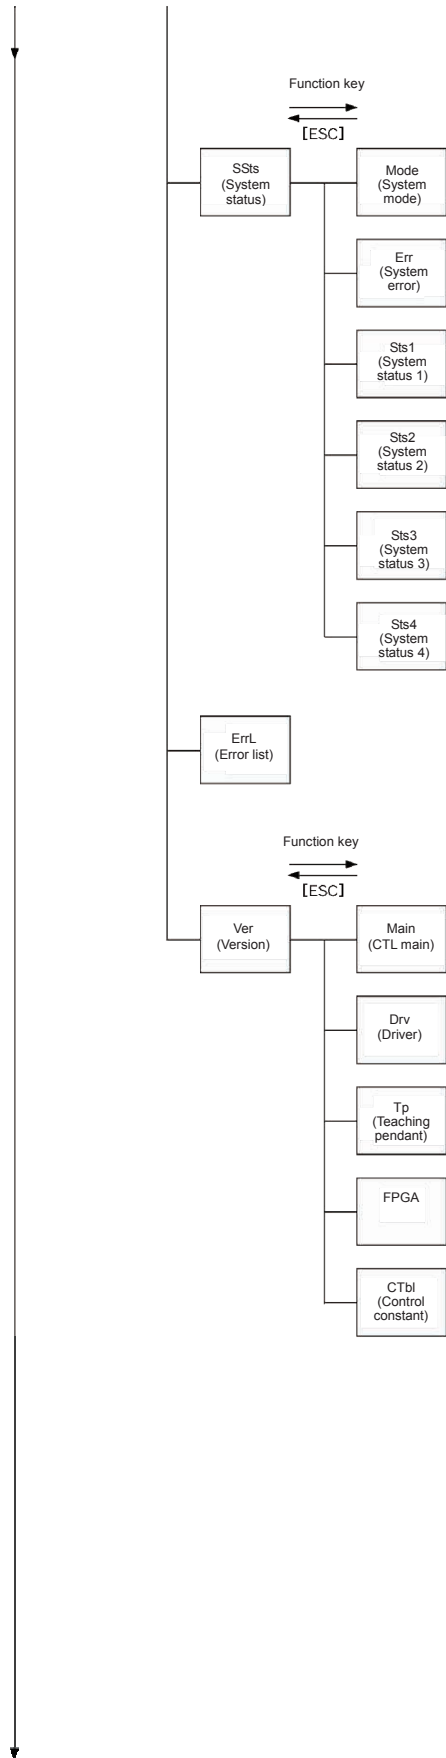 Function key
[ESC]
SSts
(System
status)
Mode
(System
mode)
Err
(System
error)
Sts1
(System
status 1)
Sts2
(System
status 2)
Sts3
(System
status 3)
Sts4
(System
status 4)
ErrL
(Error list)
Function key
[ESC]
Ver
(Version)
Main
(CTL main)
Drv
(Driver)
Tp
(Teaching
pendant)
FPGA
CTbl
(Control
constant)